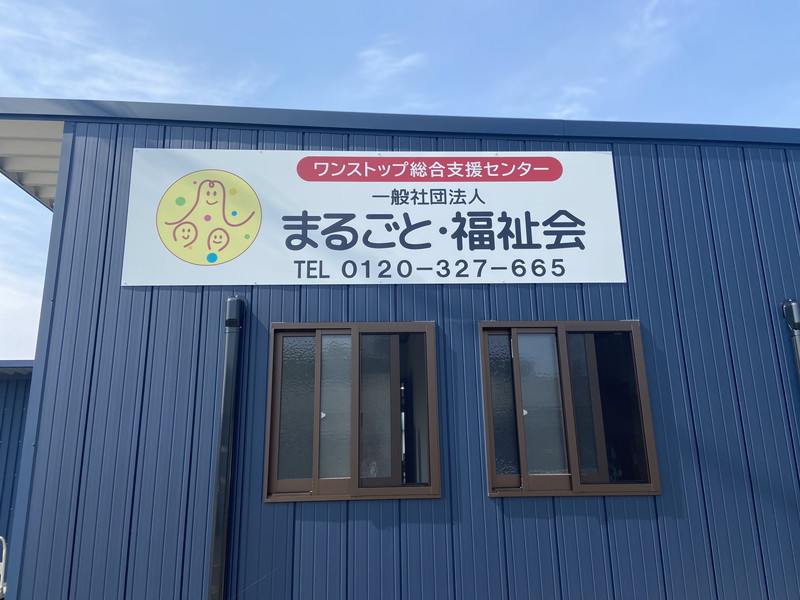 ワンストップ総合支援センター
一般社団法人
まるごと・福祉会
TEL 0120-327-665